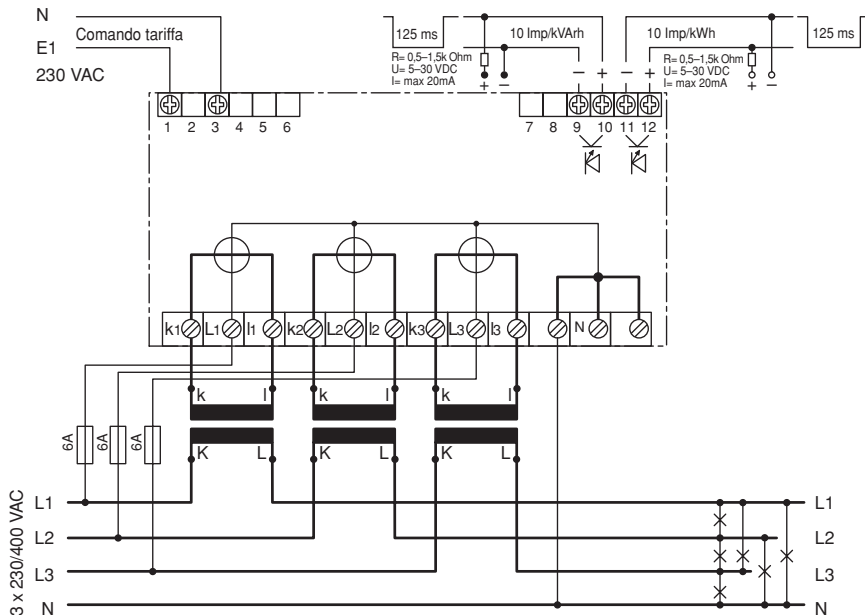 N
Comando tariffa
E1
230 VAC
125 ms
10 Imp/kVArh
R= 0,5–1,5k Ohm
U= 5–30 VDC
I= max 20mA
+ −
− + − +
10 Imp/kWh
125 ms
R= 0,5–1,5k Ohm
U= 5–30 VDC
I= max 20mA
+ −
1 2 3 4 5 6
7 8 9 10 11 12
k1 L1 l1 k2 L2 l2 k3 L3 l3 N
k l k l k l
6A 6A 6A
K L K L K L
3 x 230/400 VAC
L1 L1
L2 L2
L3 L3
N N